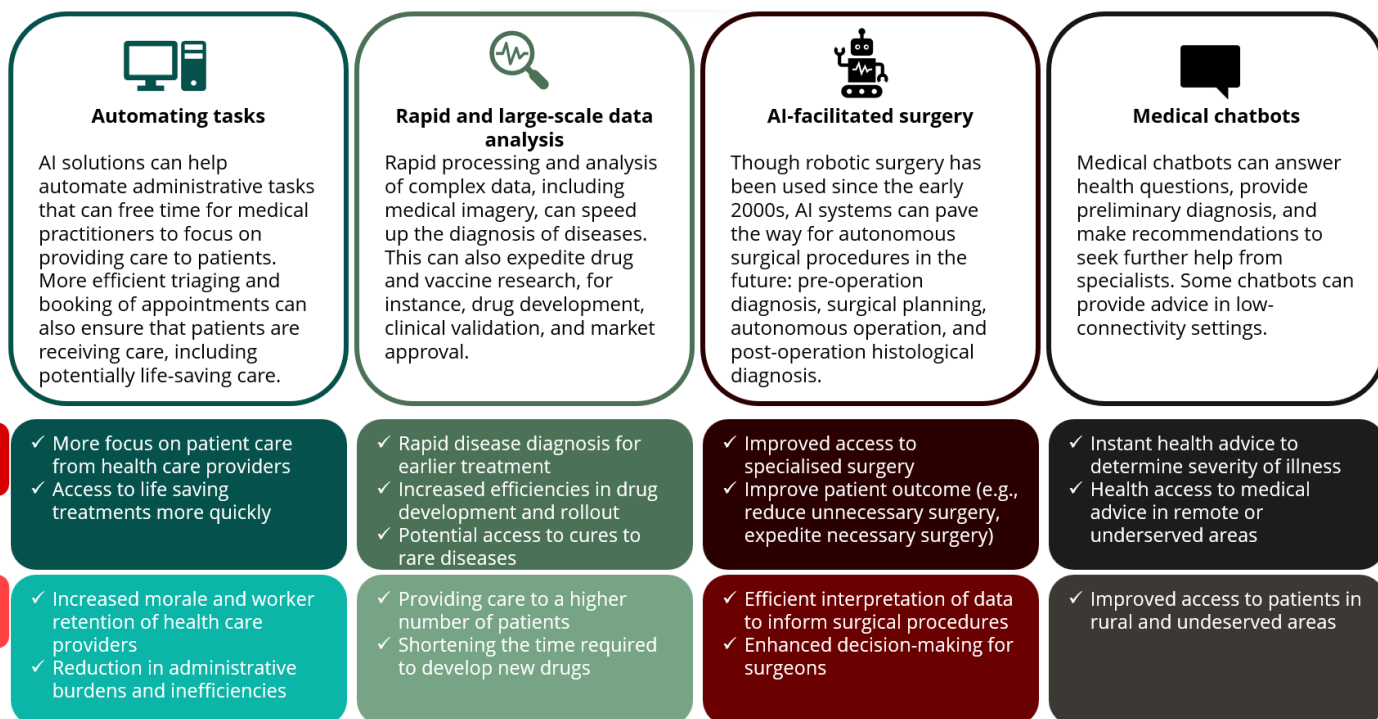 Automating tasks
AI solutions can help
automate administrative tasks
that can free time for medical
practitioners to focus on
providing care to patients.
More efficient triaging and
booking of appointments can
also ensure that patients are
receiving care, including
potentially life-saving care.
Rapid and large-scale data
analysis
Rapid processing and analysis
of complex data, including
medical imagery, can speed
up the diagnosis of diseases.
This can also expedite drug
and vaccine research, for
instance, drug development,
clinical validation, and market
approval.
AI-facilitated surgery
Though robotic surgery has
been used since the early
2000s, AI systems can pave
the way for autonomous
surgical procedures in the
future: pre-operation
diagnosis, surgical planning,
autonomous operation, and
post-operation histological
diagnosis.
Medical chatbots
Medical chatbots can answer
health questions, provide
preliminary diagnosis, and
make recommendations to
seek further help from
specialists. Some chatbots can
provide advice in low-
connectivity settings.
✓ More focus on patient care
from health care providers
✓ Access to life saving
treatments more quickly
✓ Rapid disease diagnosis for
earlier treatment
✓ Increased efficiencies in drug
development and rollout
✓ Potential access to cures to
rare diseases
✓ Improved access to
specialised surgery
✓ Improve patient outcome (e.g.,
reduce unnecessary surgery,
expedite necessary surgery)
✓ Instant health advice to
determine severity of illness
✓ Health access to medical
advice in remote or
underserved areas
✓ Increased morale and worker
retention of health care
providers
✓ Reduction in administrative
burdens and inefficiencies
✓ Providing care to a higher
number of patients
✓ Shortening the time required
to develop new drugs
✓ Efficient interpretation of data
to inform surgical procedures
✓ Enhanced decision-making for
surgeons
✓ Improved access to patients in
rural and undeserved areas